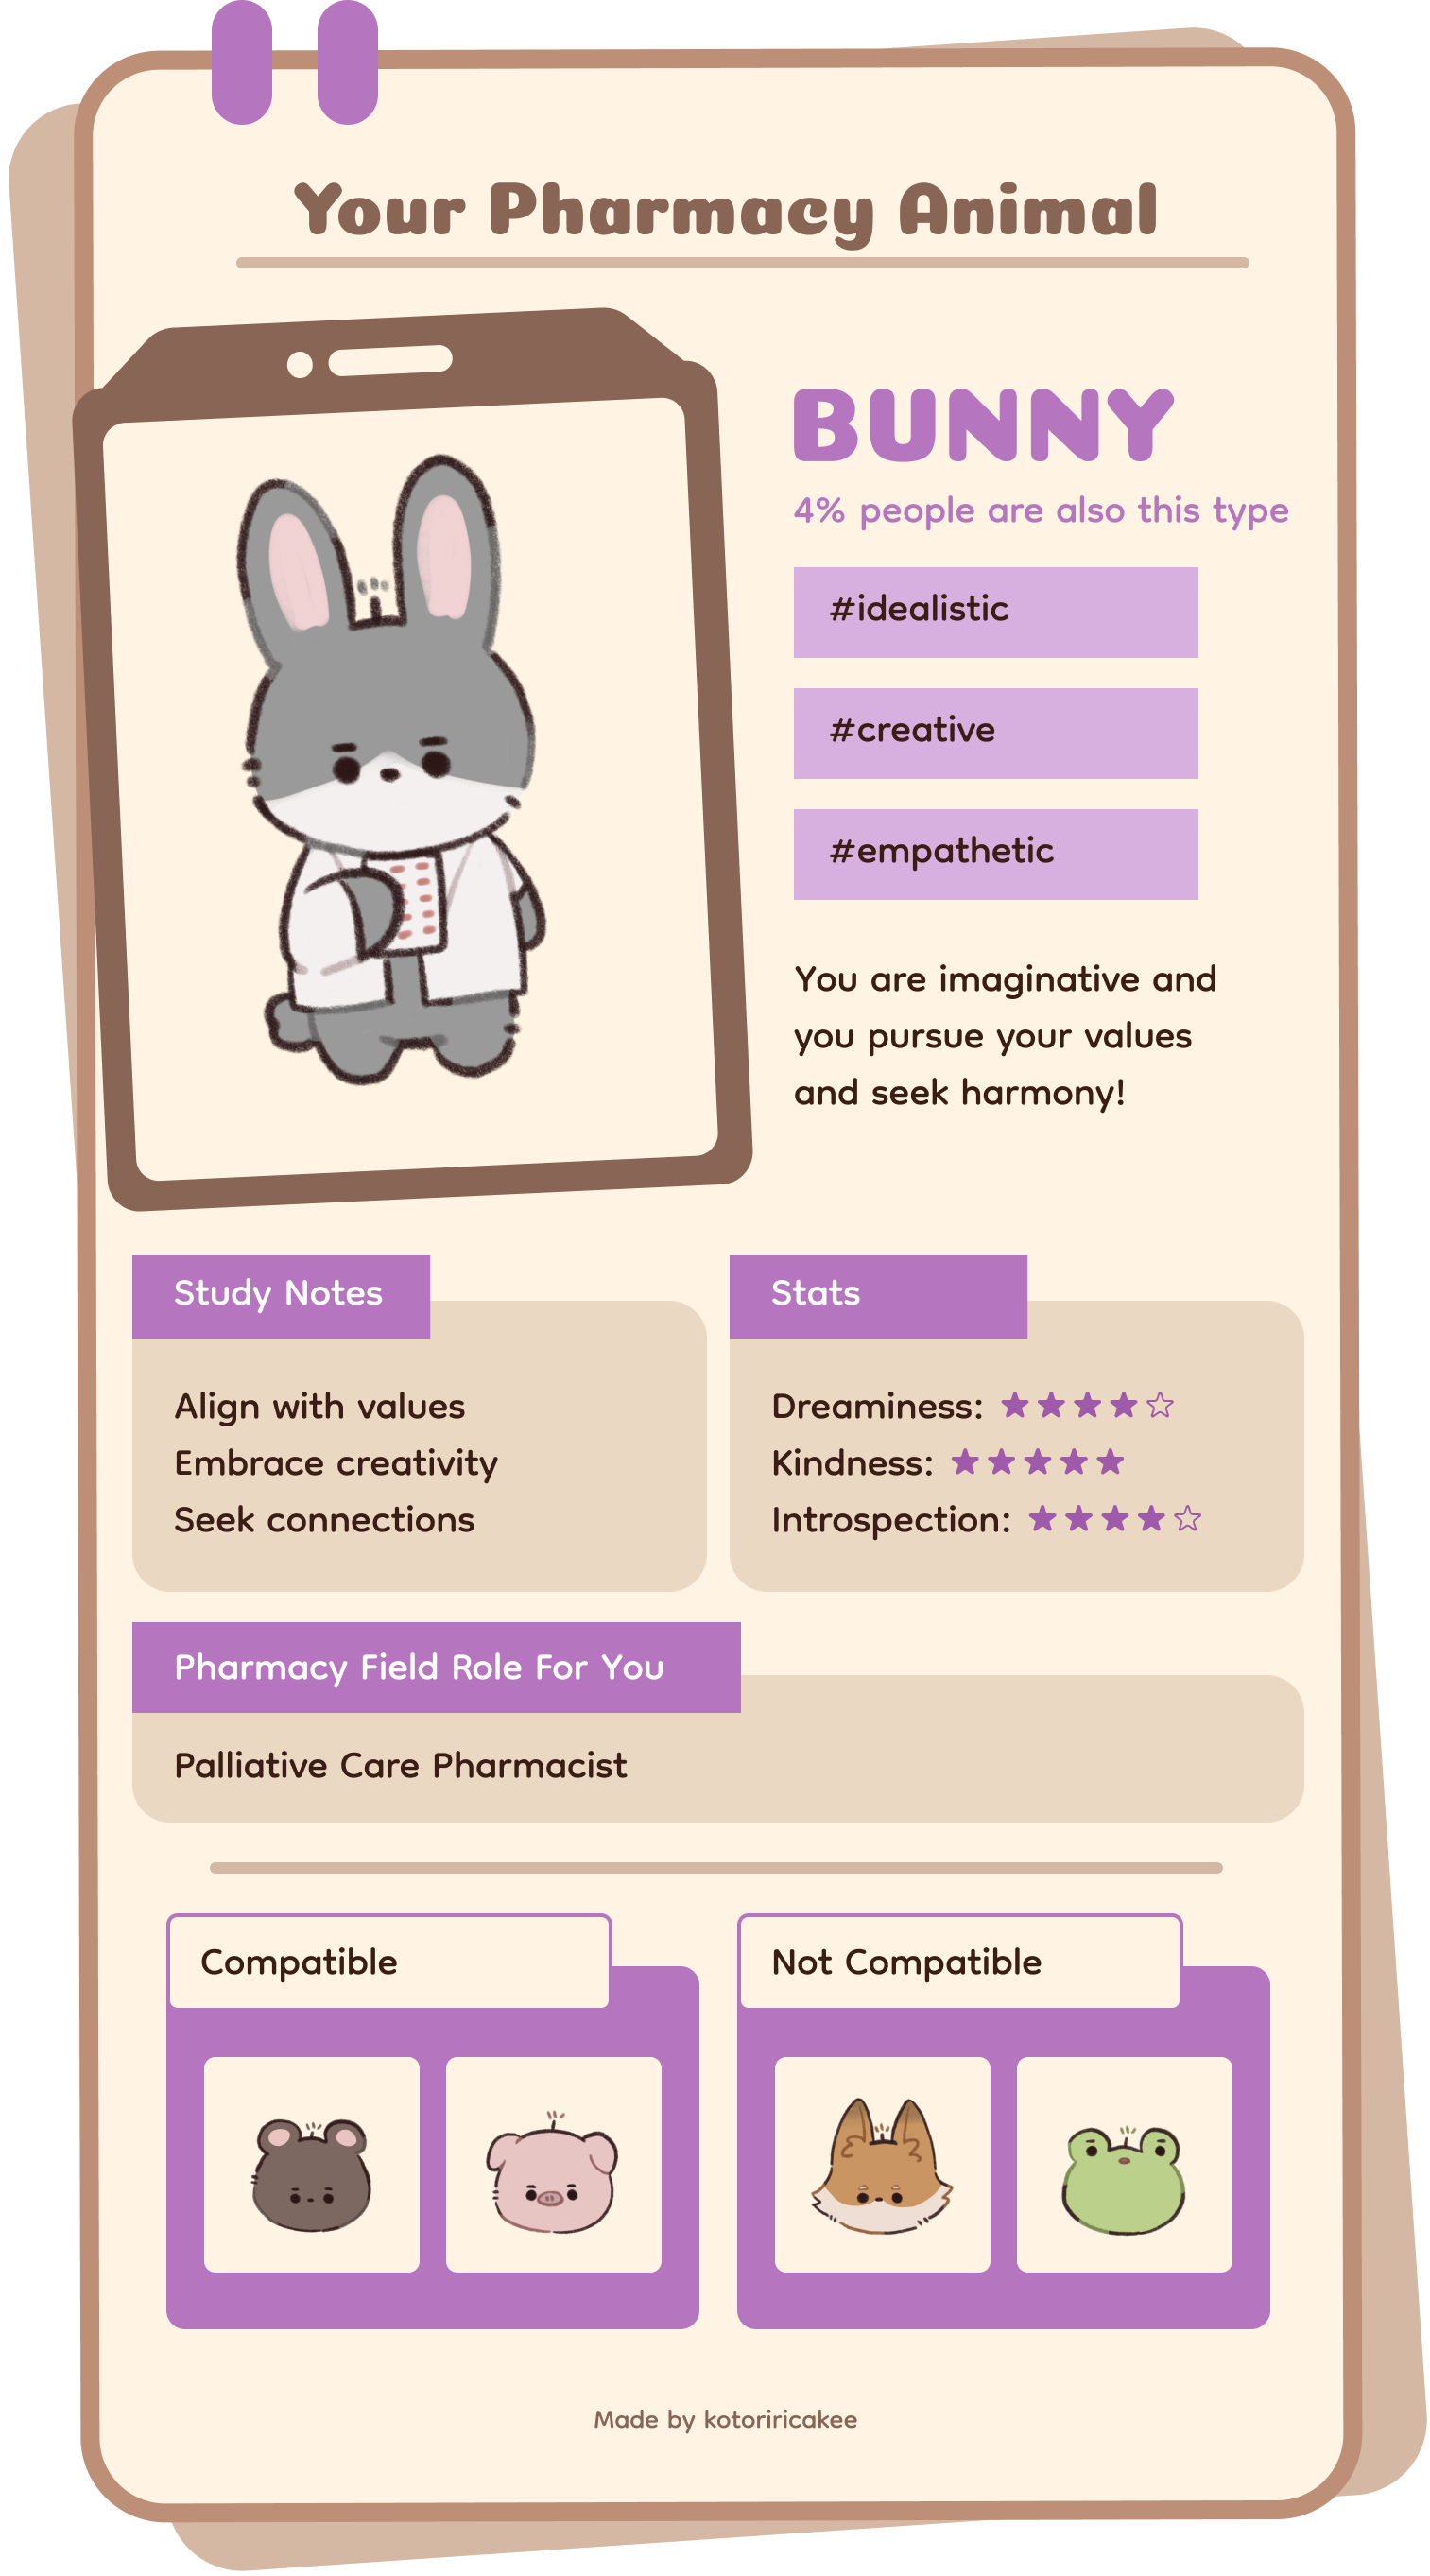 Your Pharmacy Animal
BUNNY
4% people are also this type
#idealistic
#creative
#empathetic
You are imaginative and
you pursue your values
and seek harmony!
Study Notes
Align with values
Embrace creativity
Seek connections
Stats
Dreaminess: ★★★★☆
Kindness: ★★★★★
Introspection: ★★★★☆
Pharmacy Field Role For You
Palliative Care Pharmacist
Compatible
Not Compatible
Made by kotoriricakee